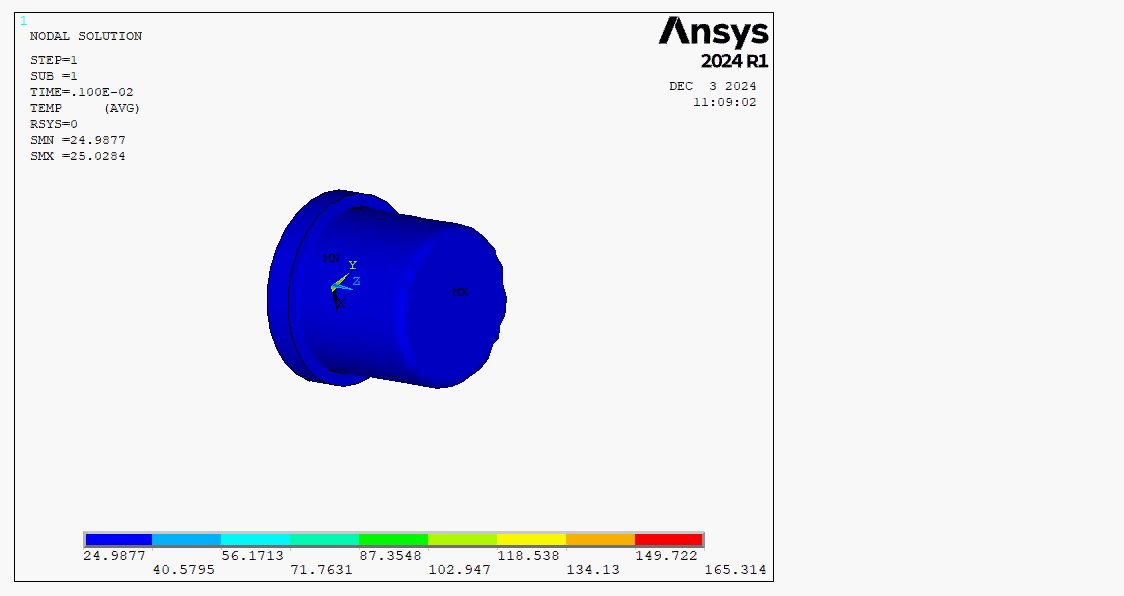 1
NODAL SOLUTION
STEP=1
SUB =1
TIME=.100E-02
TEMP     (AVG)
RSYS=0
SMN =24.9877
SMX =25.0284
Ansys
2024 R1
DEC  3 2024
11:09:02
MN
Y
Z
X
MX
24.9877
40.5795
56.1713
71.7631
87.3548
102.947
118.538
134.13
149.722
165.314